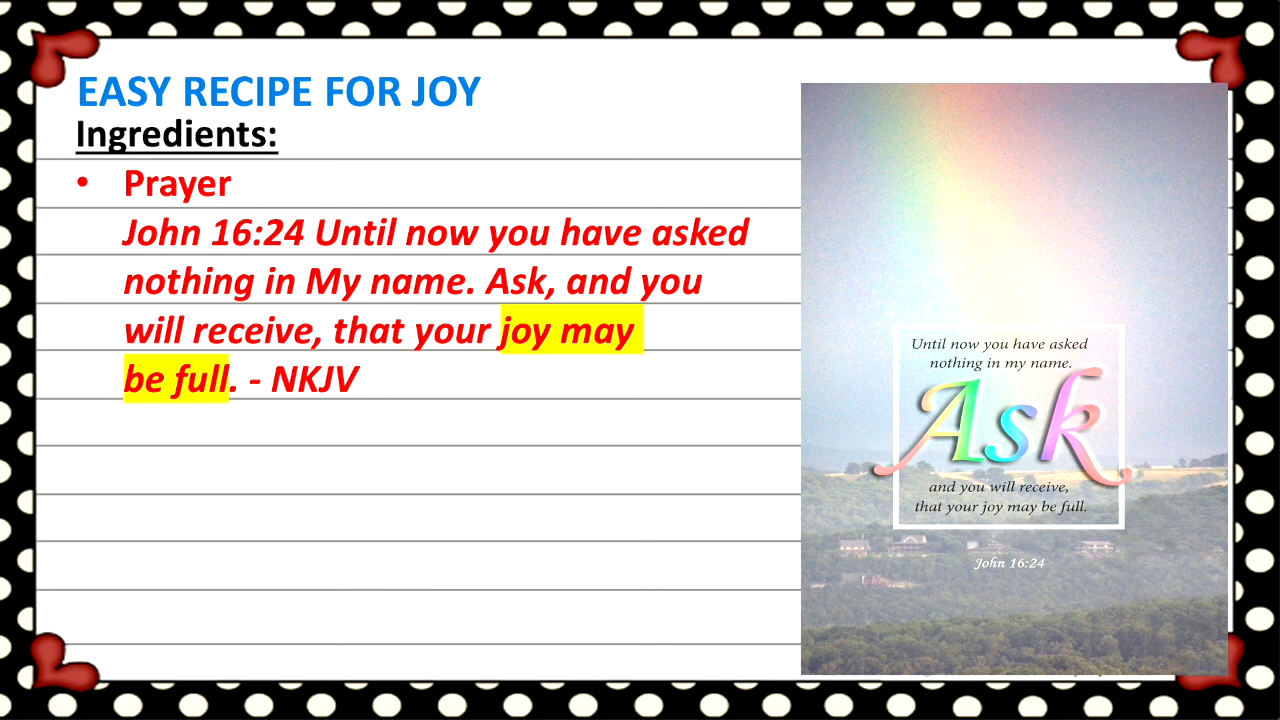 EASY RECIPE FOR JOY
Ingredients:
• Prayer
John 16:24 Until now you have asked
nothing in My name. Ask, and you
will receive, that your joy may
be full. - NKJV
Until now you have asked
nothing in my name.
Ask
and you will receive,
that your joy may be full.
John 16:24